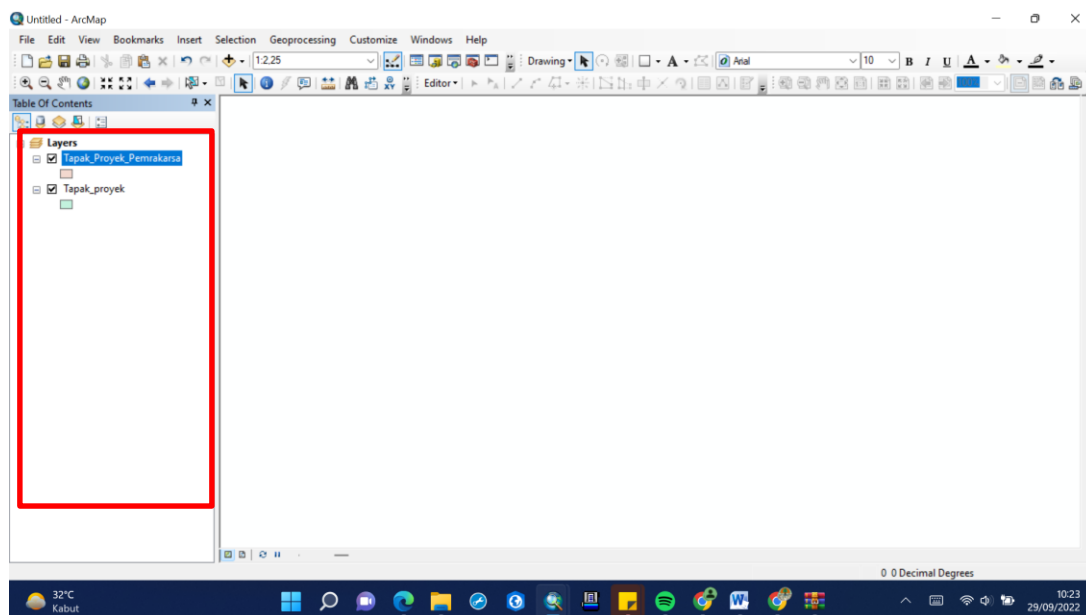 Untitled - ArcMap
File Edit View Bookmarks Insert Selection Geoprocessing Customize Windows Help
1:2,25 Drawing A Arial 10 B I U A
Editor
Table Of Contents
Layers
Tapak_Proyek_Pemrakarsa
Tapak_proyek
0 0 Decimal Degrees
32°C
Kabut
10:23
29/09/2022